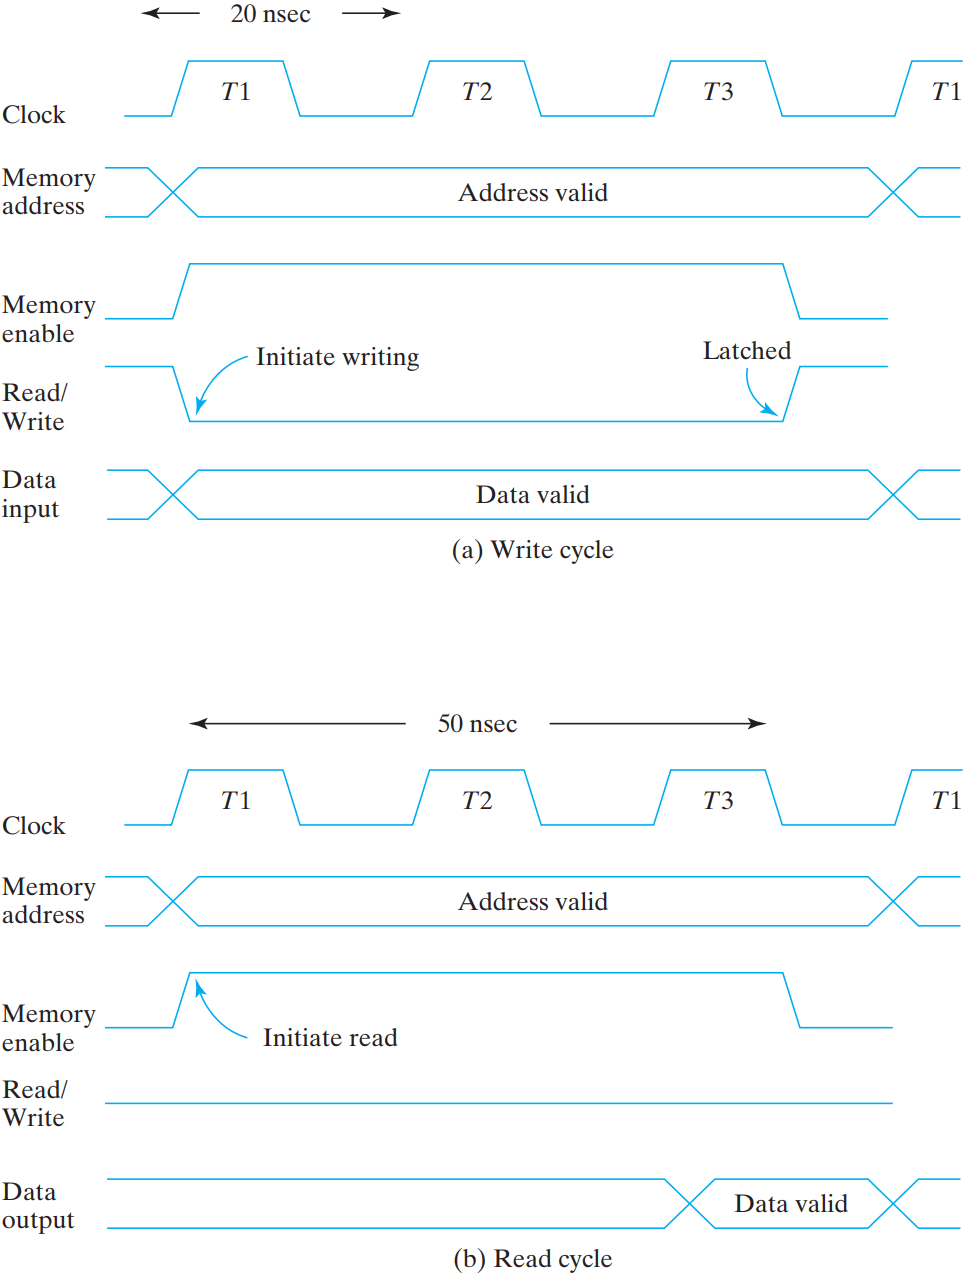 20 nsec
T1 T2 T3 T1
Clock
Memory
address
Address valid
Memory
enable
Initiate writing
Latched
Read/
Write
Data
input
Data valid
(a) Write cycle
50 nsec
T1 T2 T3 T1
Clock
Memory
address
Address valid
Memory
enable
Initiate read
Read/
Write
Data
output
Data valid
(b) Read cycle